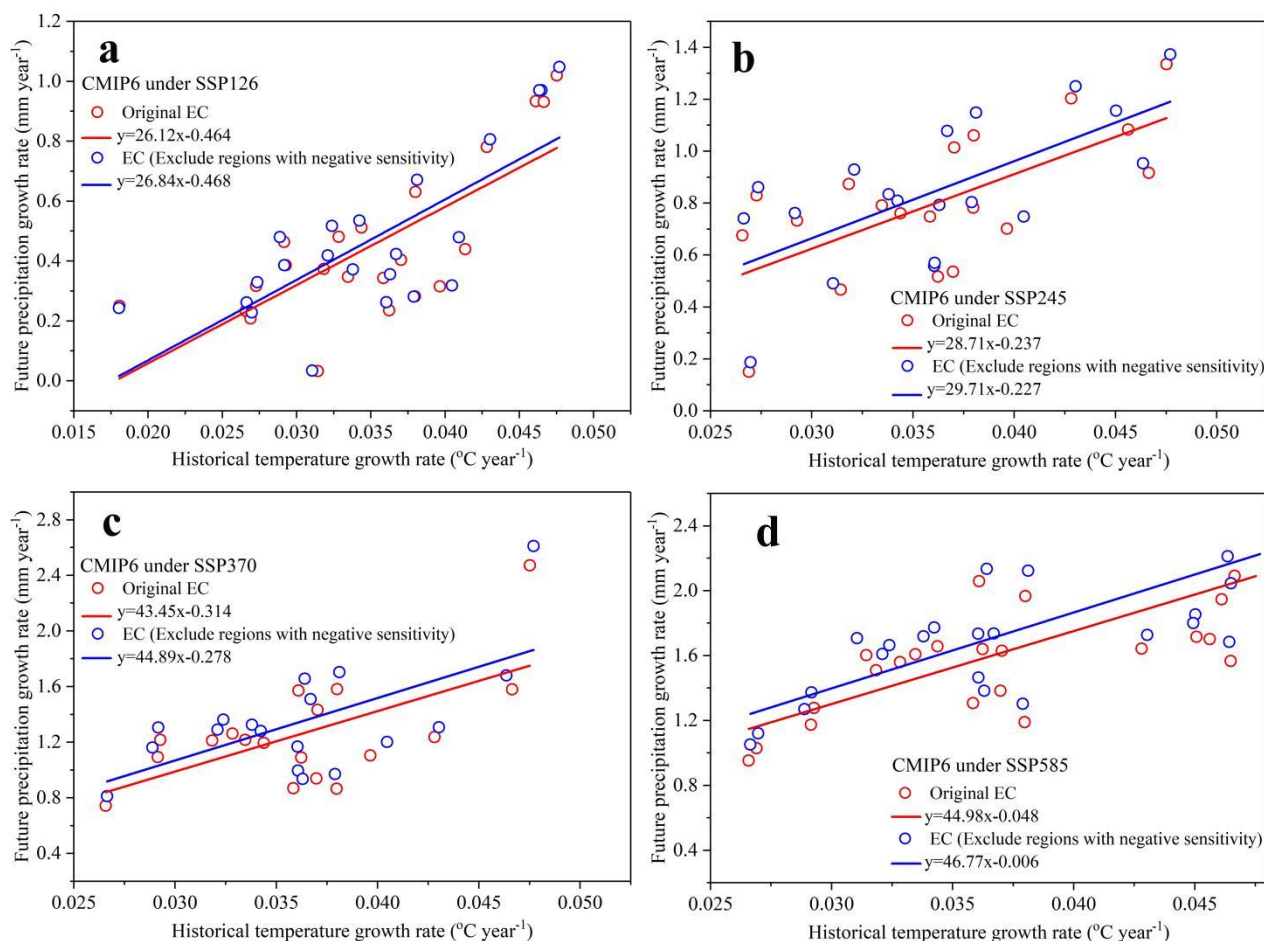 a
CMIP6 under SSP126
Original EC
y=26.12x-0.464
EC (Exclude regions with negative sensitivity)
y=26.84x-0.468
1.2
1.0
0.8
0.6
0.4
0.2
0.0
Future precipitation growth rate (mm year-1)
0.015 0.020 0.025 0.030 0.035 0.040 0.045 0.050
Historical temperature growth rate (oC year-1)
b
CMIP6 under SSP245
Original EC
y=28.71x-0.237
EC (Exclude regions with negative sensitivity)
y=29.71x-0.227
1.4
1.2
1.0
0.8
0.6
0.4
0.2
0.0
Future precipitation growth rate (mm year-1)
0.025 0.030 0.035 0.040 0.045 0.050
Historical temperature growth rate (oC year-1)
c
CMIP6 under SSP370
Original EC
y=43.45x-0.314
EC (Exclude regions with negative sensitivity)
y=44.89x-0.278
2.8
2.4
2.0
1.6
1.2
0.8
0.4
Future precipitation growth rate (mm year-1)
0.025 0.030 0.035 0.040 0.045 0.050
Historical temperature growth rate (oC year-1)
d
CMIP6 under SSP585
Original EC
y=44.98x-0.048
EC (Exclude regions with negative sensitivity)
y=46.77x-0.006
2.4
2.0
1.6
1.2
0.8
0.4
Future precipitation growth rate (mm year-1)
0.025 0.030 0.035 0.040 0.045
Historical temperature growth rate (oC year-1)